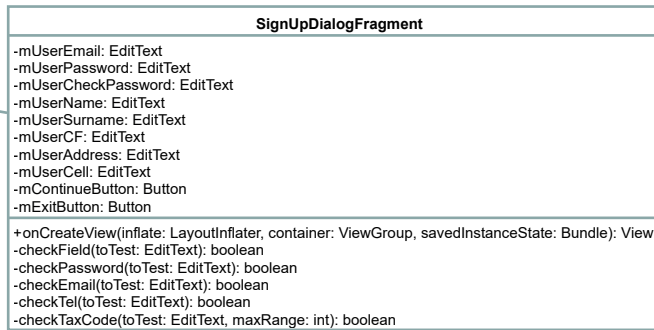 SignUpDialogFragment
-mUserEmail: EditText
-mUserPassword: EditText
-mUserCheckPassword: EditText
-mUserName: EditText
-mUserSurname: EditText
-mUserCF: EditText
-mUserAddress: EditText
-mUserCell: EditText
-mContinueButton: Button
-mExitButton: Button
+onCreateView(inflate: LayoutInflater, container: ViewGroup, savedInstanceState: Bundle): View
-checkField(toTest: EditText): boolean
-checkPassword(toTest: EditText): boolean
-checkEmail(toTest: EditText): boolean
-checkTel(toTest: EditText): boolean
-checkTaxCode(toTest: EditText, maxRange: int): boolean